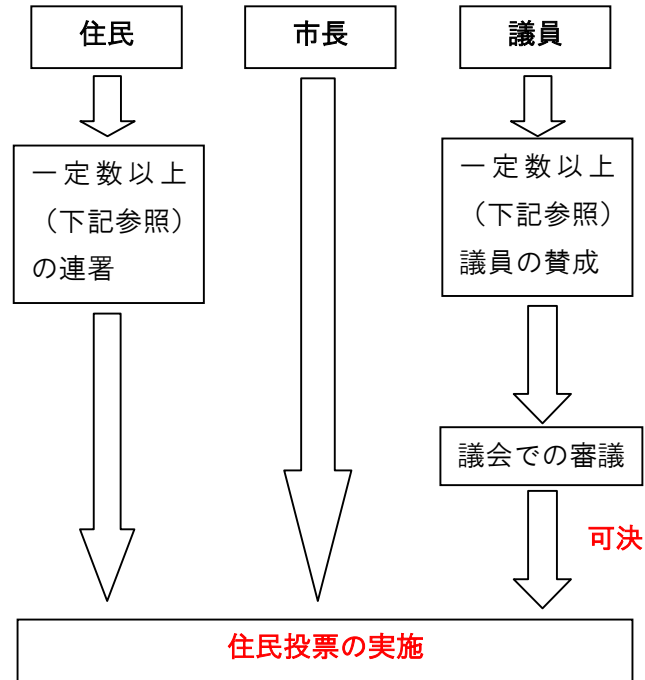 住民
市長
議員
一定数以上
（下記参照）
の連署
一定数以上
（下記参照）
議員の賛成
議会での審議
可決
住民投票の実施